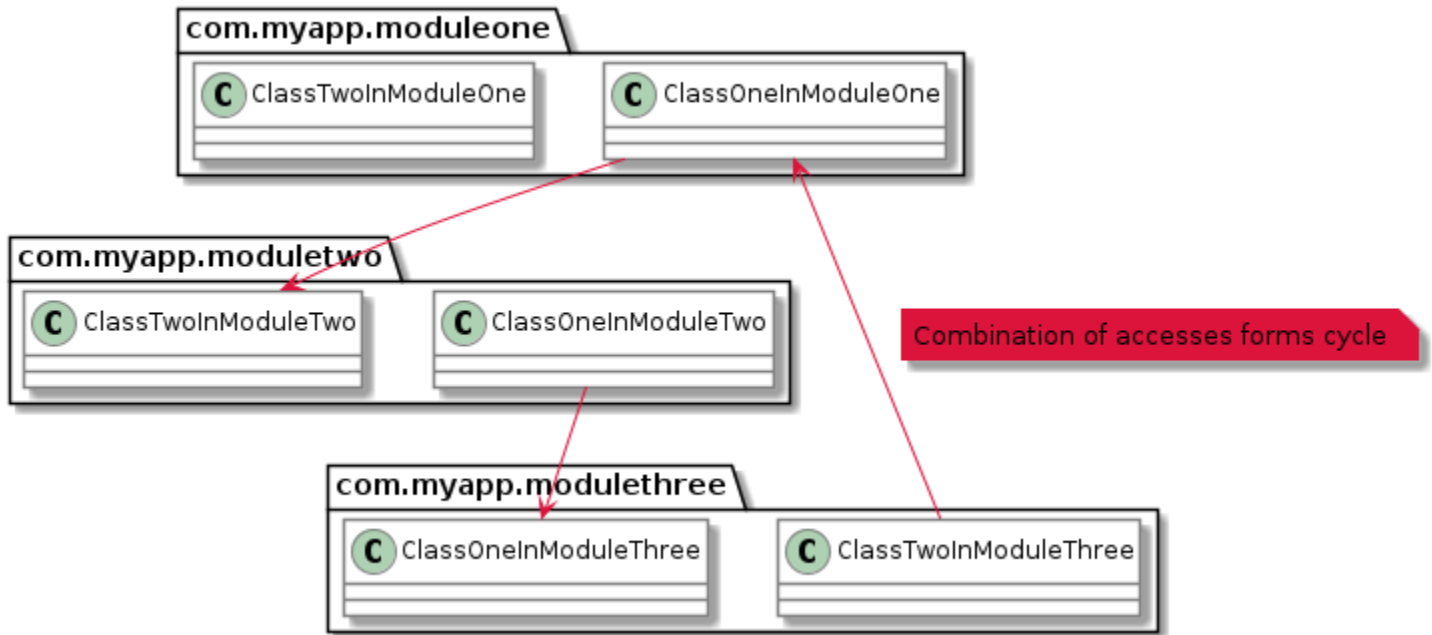 com.myapp.moduleone
C ClassTwoInModuleOne
C ClassOneInModuleOne
com.myapp.moduletwo
C ClassTwoInModuleTwo
C ClassOneInModuleTwo
Combination of accesses forms cycle
com.myapp.modulethree
C ClassOneInModuleThree
C ClassTwoInModuleThree